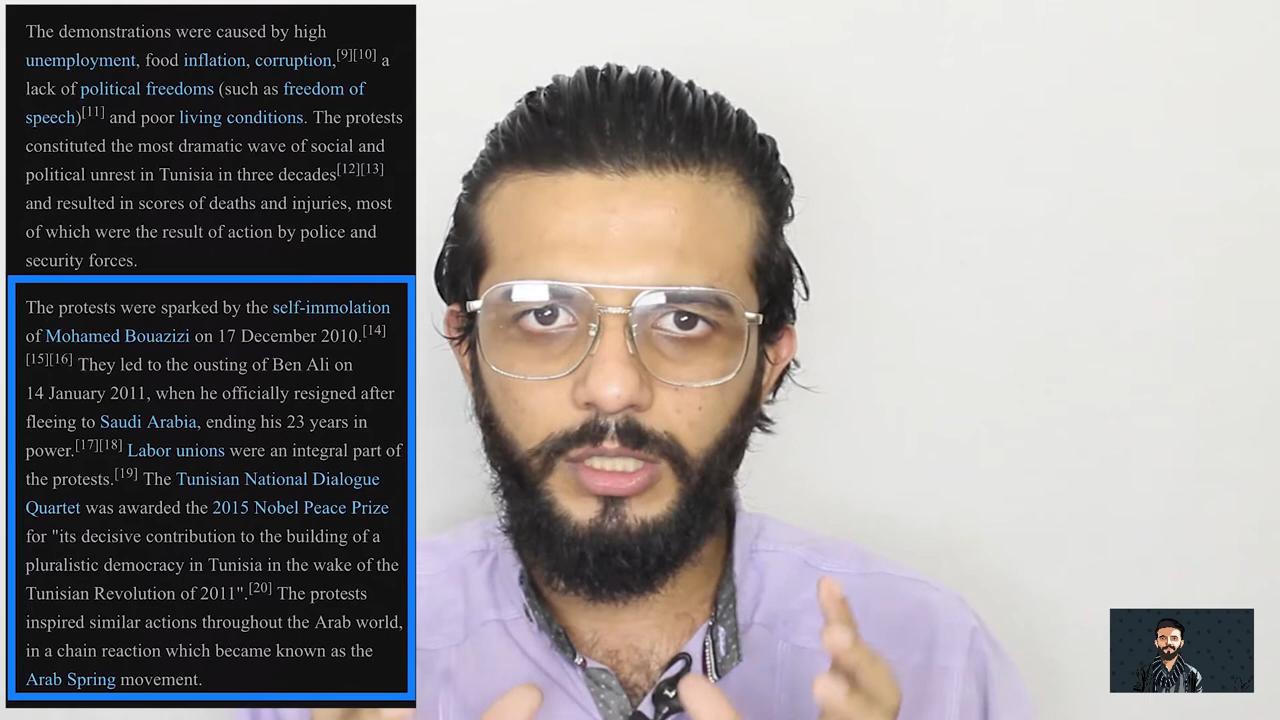 The demonstrations were caused by high
unemployment, food inflation, corruption,[9][10] a
lack of political freedoms (such as freedom of
speech)[11] and poor living conditions. The protests
constituted the most dramatic wave of social and
political unrest in Tunisia in three decades[12][13]
and resulted in scores of deaths and injuries, most
of which were the result of action by police and
security forces.
The protests were sparked by the self-immolation
of Mohamed Bouazizi on 17 December 2010.[14]
[15][16] They led to the ousting of Ben Ali on
14 January 2011, when he officially resigned after
fleeing to Saudi Arabia, ending his 23 years in
power.[17][18] Labor unions were an integral part of
the protests.[19] The Tunisian National Dialogue
Quartet was awarded the 2015 Nobel Peace Prize
for "its decisive contribution to the building of a
pluralistic democracy in Tunisia in the wake of the
Tunisian Revolution of 2011".[20] The protests
inspired similar actions throughout the Arab world,
in a chain reaction which became known as the
Arab Spring movement.